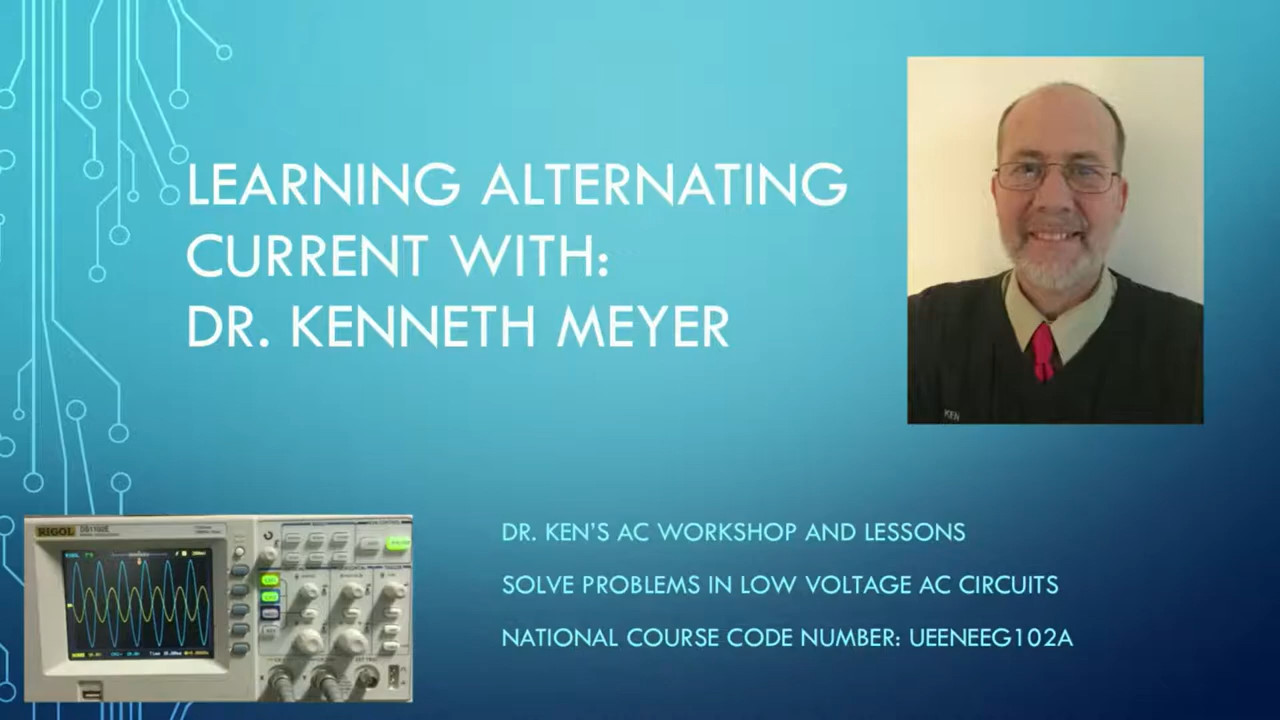 LEARNING ALTERNATING
CURRENT WITH:
DR. KENNETH MEYER
KEN
RIGOL
DR. KEN'S AC WORKSHOP AND LESSONS
SOLVE PROBLEMS IN LOW VOLTAGE AC CIRCUITS
NATIONAL COURSE CODE NUMBER: UEENEEG102A